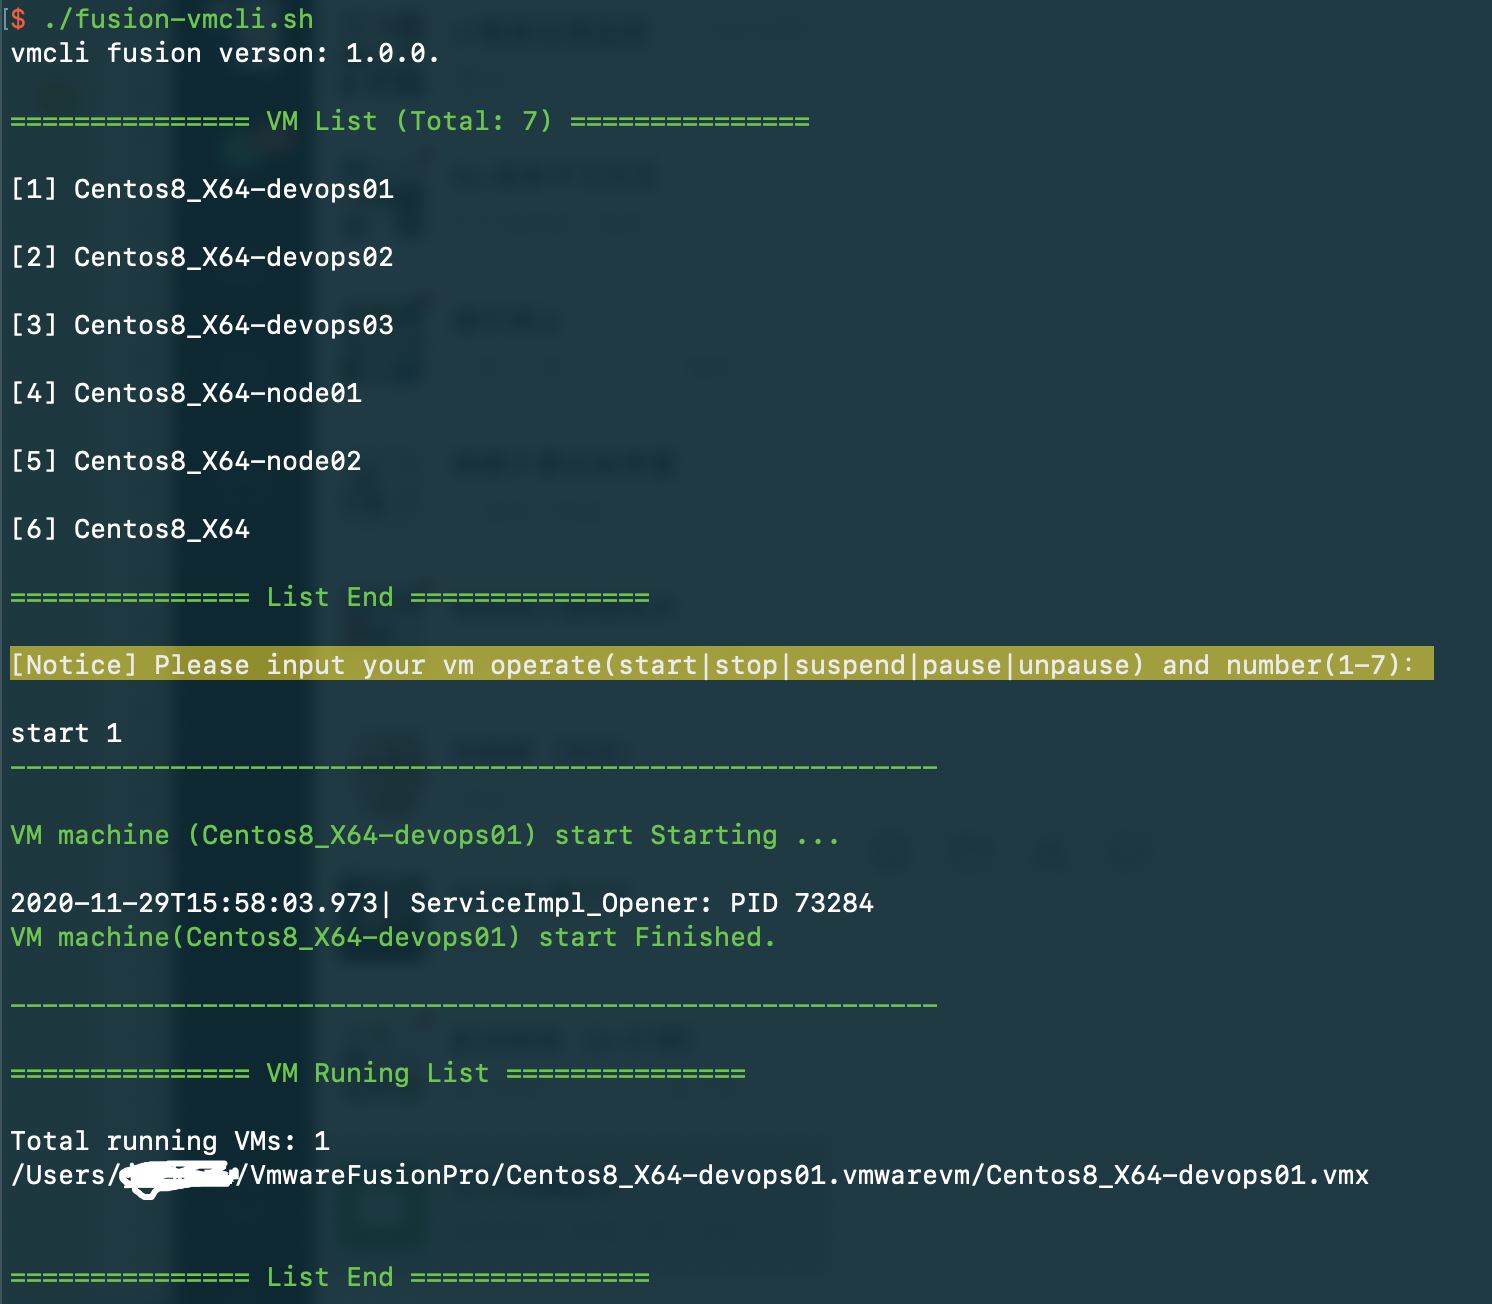 [$ ./fusion-vmcli.sh
vmcli fusion verson: 1.0.0.
=============== VM List (Total: 7) ===============
[1] Centos8_X64-devops01
[2] Centos8_X64-devops02
[3] Centos8_X64-devops03
[4] Centos8_X64-node01
[5] Centos8_X64-node02
[6] Centos8_X64
=============== List End ===============
[Notice] Please input your vm operate(start|stop|suspend|pause|unpause) and number(1-7):
start 1
----------------------------------------------------------
VM machine (Centos8_X64-devops01) start Starting ...
2020-11-29T15:58:03.973| ServiceImpl_Opener: PID 73284
VM machine(Centos8_X64-devops01) start Finished.
----------------------------------------------------------
=============== VM Runing List ===============
Total running VMs: 1
/Users/ /VmwareFusionPro/Centos8_X64-devops01.vmwarevm/Centos8_X64-devops01.vmx
=============== List End ===============